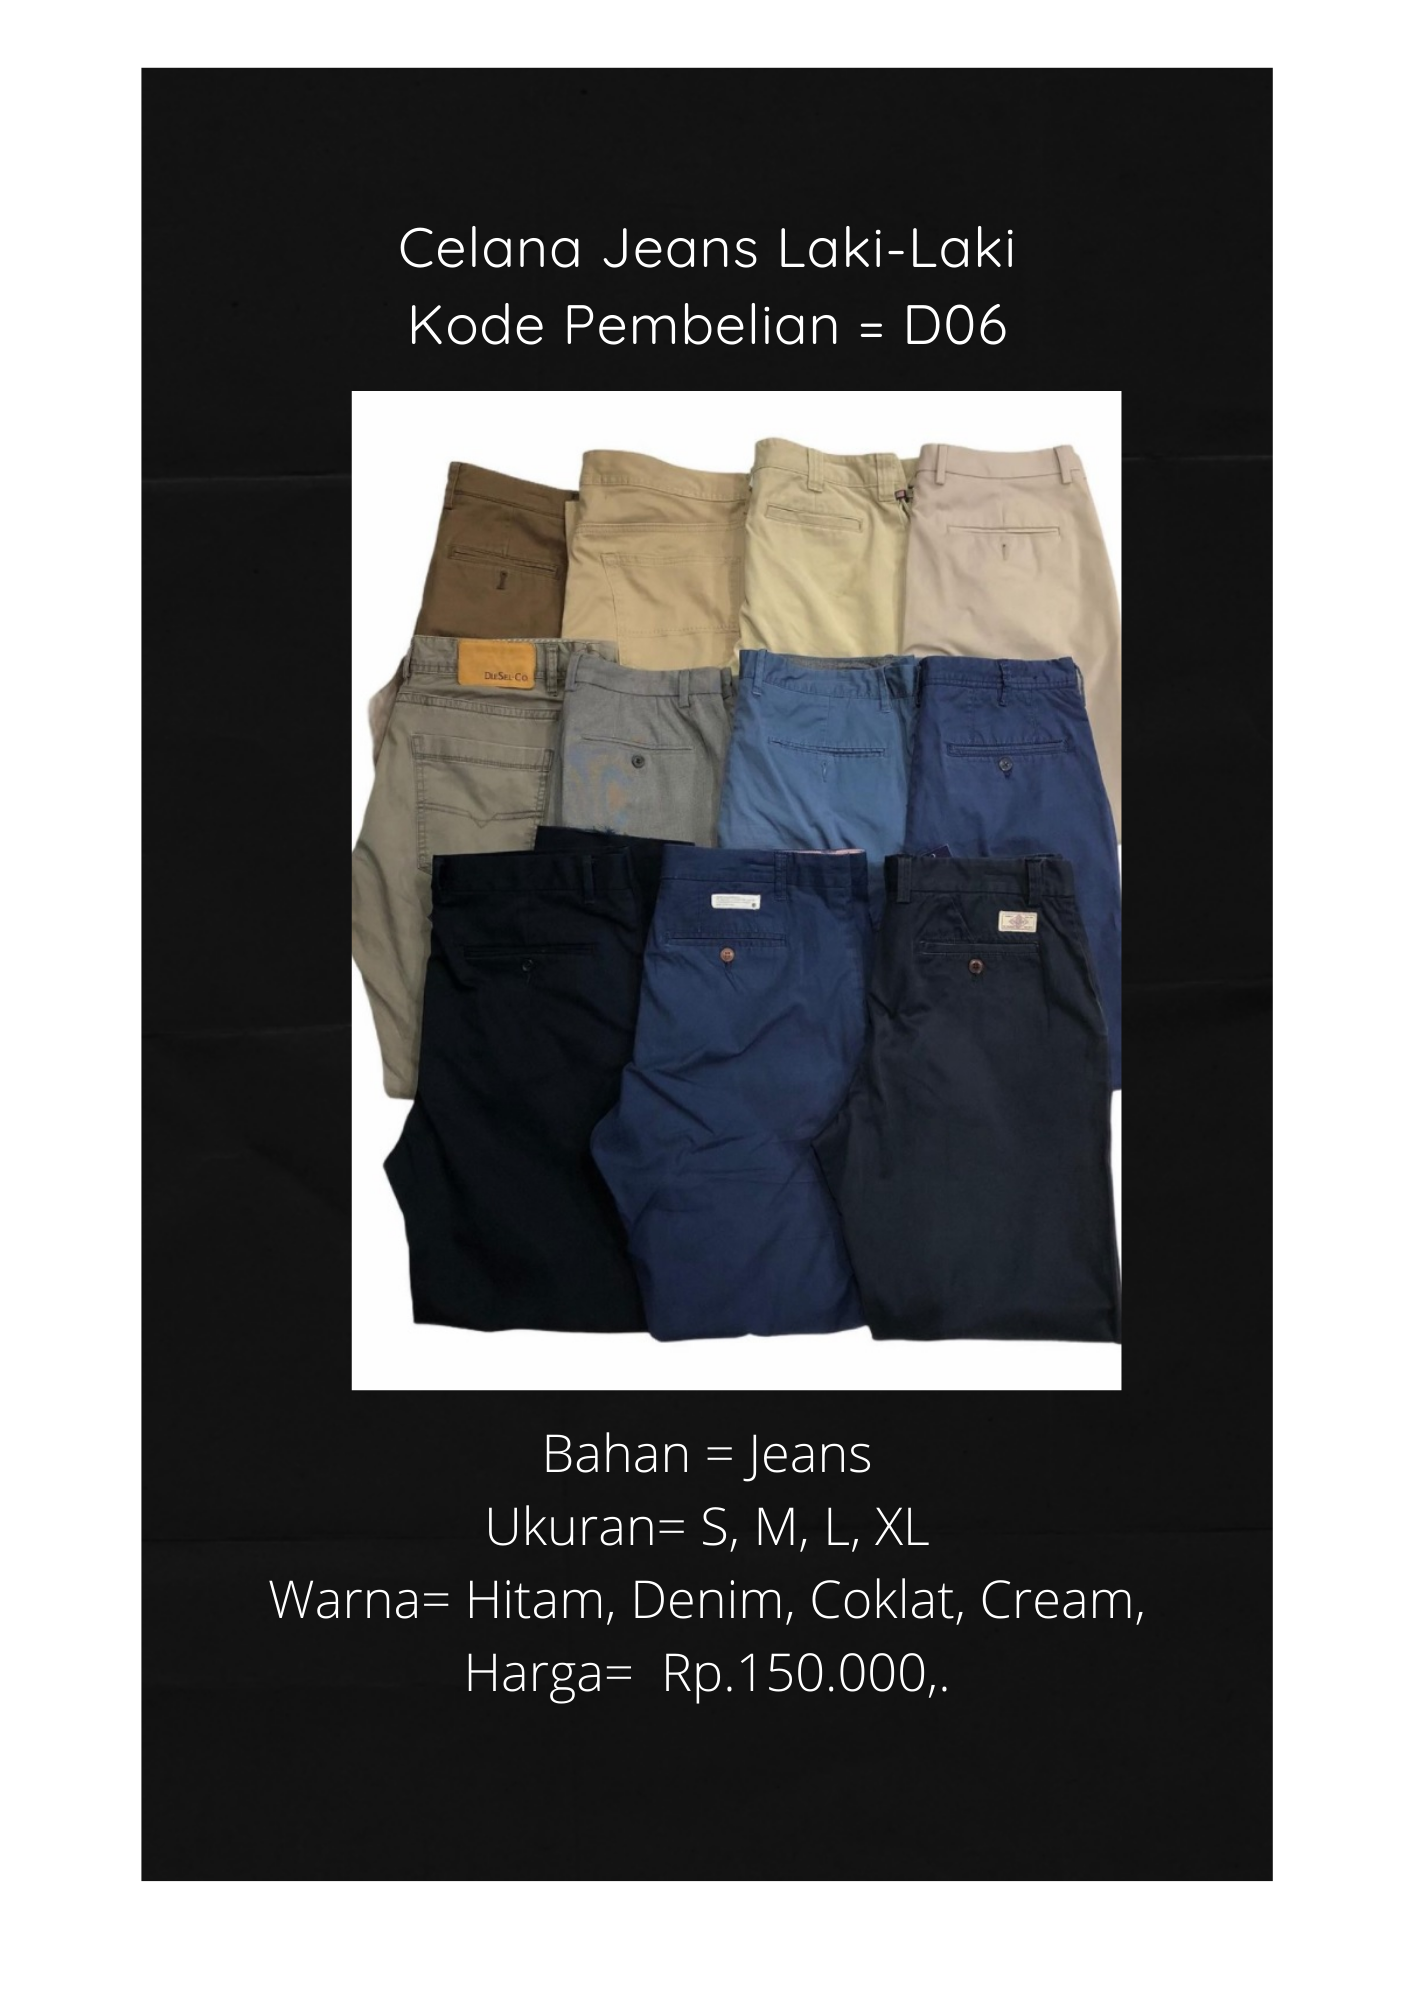 Celana Jeans Laki-Laki
Kode Pembelian = D06
DieSel·Co
Bahan = Jeans
Ukuran= S, M, L, XL
Warna= Hitam, Denim, Coklat, Cream,
Harga=  Rp.150.000,.